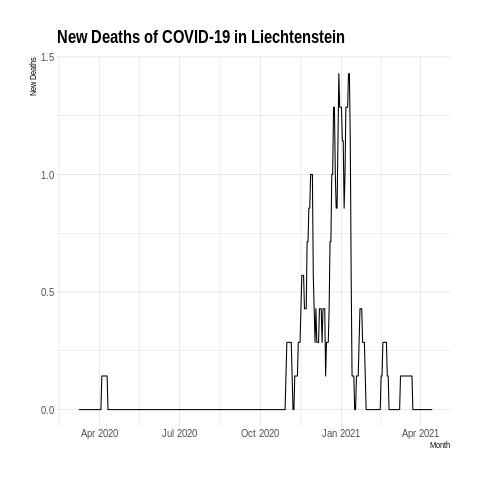 New Deaths of COVID-19 in Liechtenstein
New Deaths
1.5
1.0
0.5
0.0
Apr 2020 Jul 2020 Oct 2020 Jan 2021 Apr 2021
Month